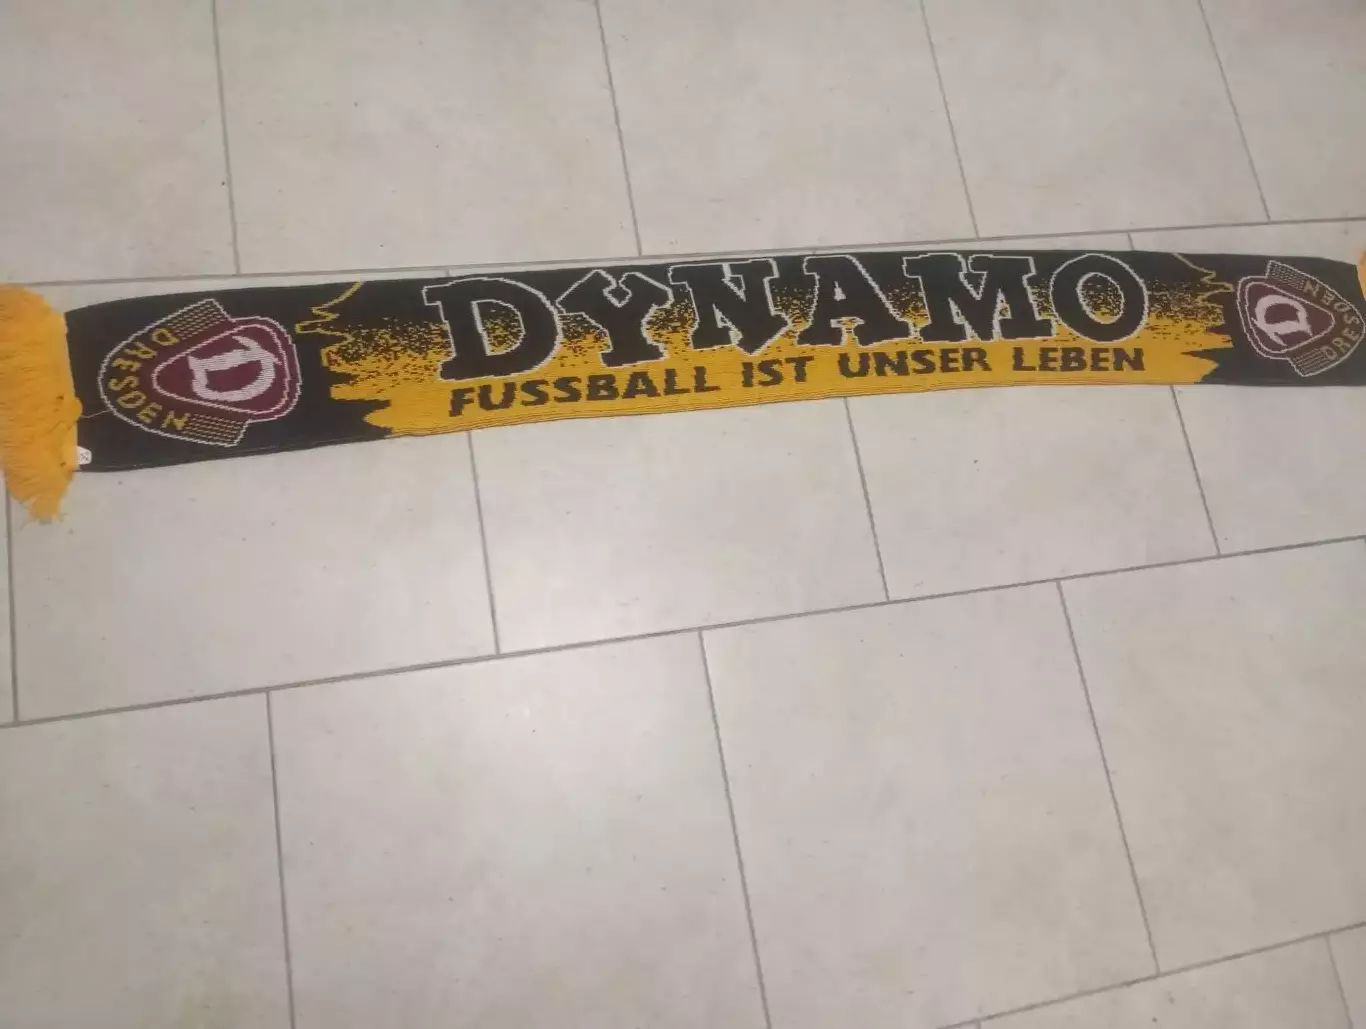 D
DRESDEN
DYNAMO
FUSSBALL IST UNSER LEBEN
D
DRESDEN